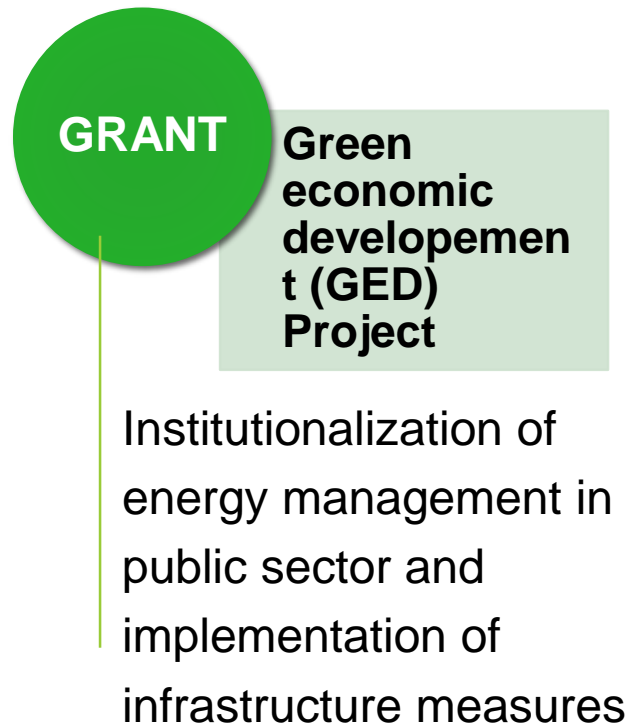 GRANT
Green
economic
developemen
t (GED)
Project
Institutionalization of
energy management in
public sector and
implementation of
infrastructure measures